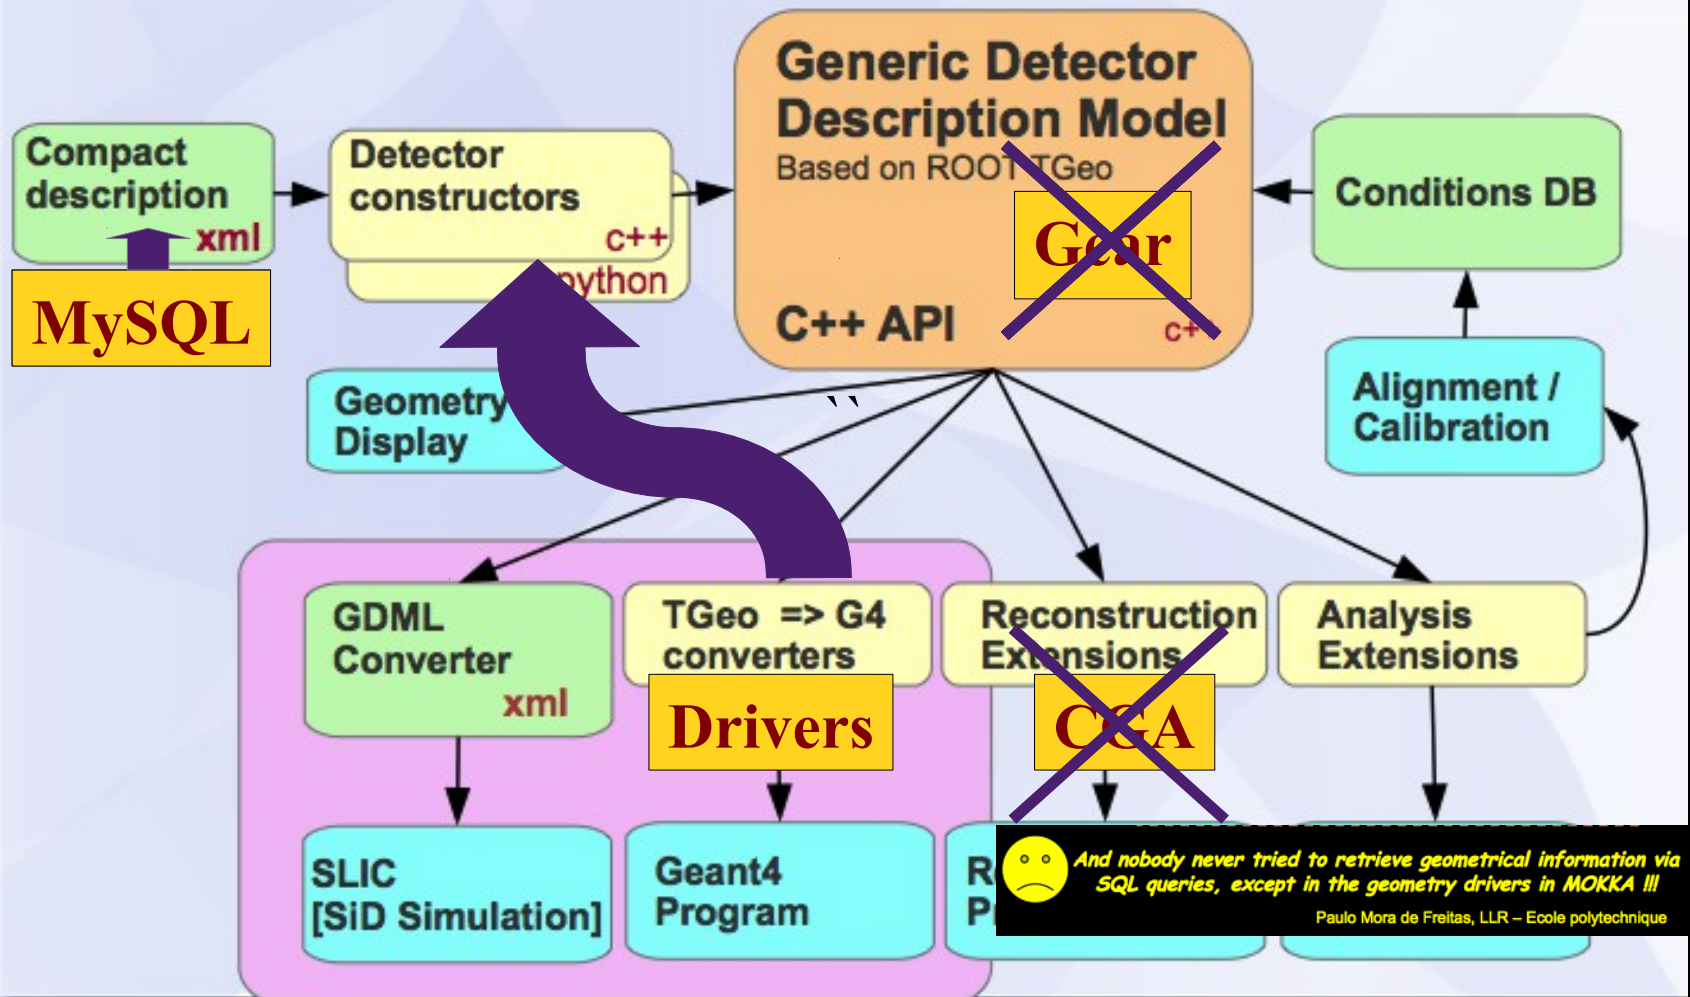 Generic Detector
Description Model
Based on ROOT TGeo
Gear
C++ API
c++
Compact
description
xml
MySQL
Detector
constructors
c++
python
Conditions DB
Geometry
Display
Alignment /
Calibration
GDML
Converter
xml
TGeo => G4
converters
Drivers
Reconstruction
Extensions
CGA
Analysis
Extensions
SLIC
[SiD Simulation]
Geant4
Program
And nobody never tried to retrieve geometrical information via
SQL queries, except in the geometry drivers in MOKKA !!!
Paulo Mora de Freitas, LLR – Ecole polytechnique